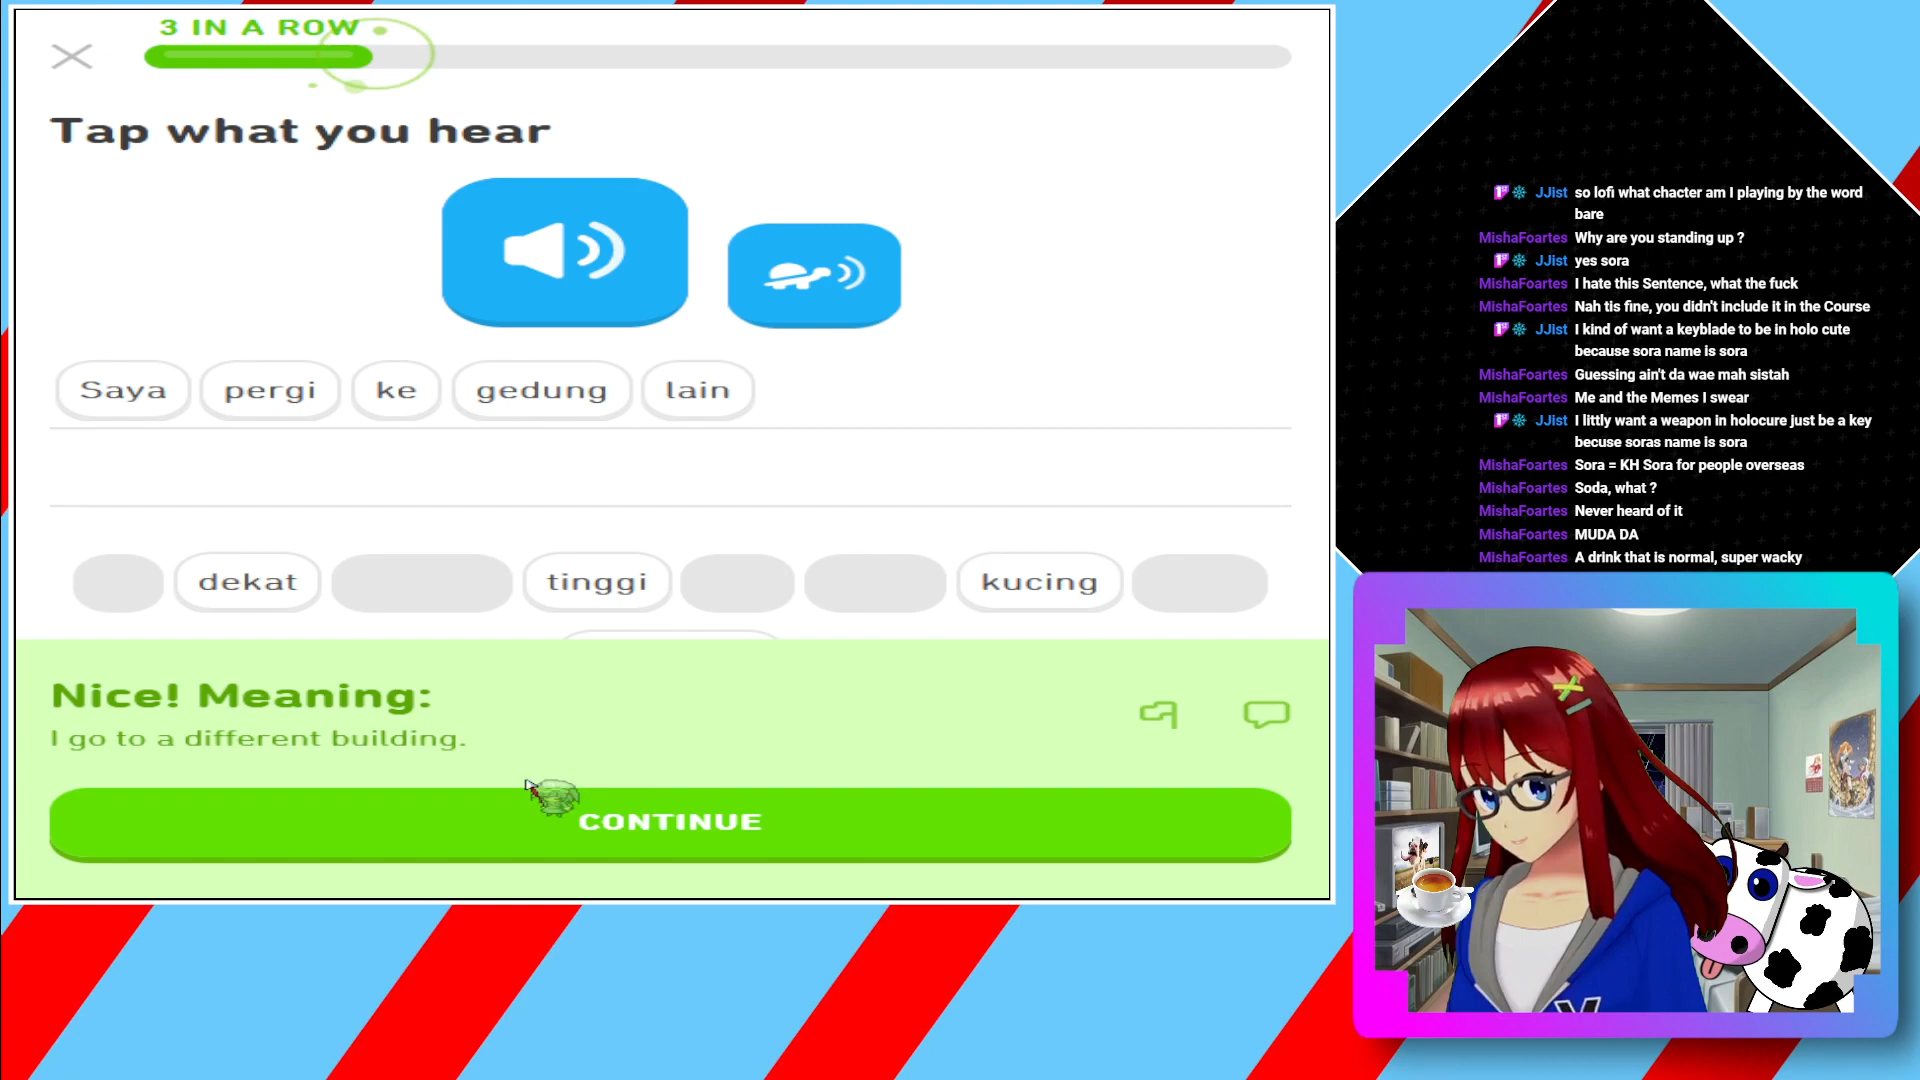 3 IN A ROW
Tap what you hear
Saya pergi ke gedung lain
dekat tinggi kucing
Nice! Meaning:
I go to a different building.
CONTINUE
JJist so lofi what chacter am I playing by the word
bare
MishaFoartes Why are you standing up ?
JJist yes sora
MishaFoartes I hate this Sentence, what the fuck
MishaFoartes Nah tis fine, you didn't include it in the Course
JJist I kind of want a keyblade to be in holo cute
because sora name is sora
MishaFoartes Guessing ain't da wae mah sistah
MishaFoartes Me and the Memes I swear
JJist I littly want a weapon in holocure just be a key
becuse soras name is sora
MishaFoartes Sora = KH Sora for people overseas
MishaFoartes Soda, what ?
MishaFoartes Never heard of it
MishaFoartes MUDA DA
MishaFoartes A drink that is normal, super wacky